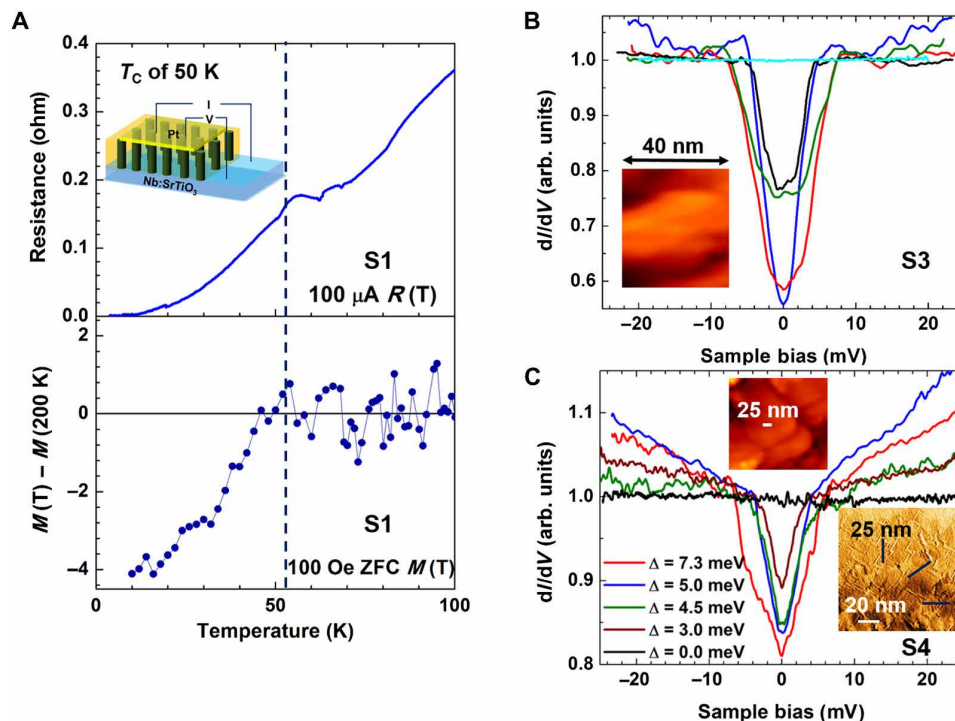 A
0.4
0.3
0.2
0.1
0.0
Resistance (ohm)
T_C of 50 K
I
V
Pt
Nb:SrTiO₃
S1
100 μA R (T)
2
0
−2
−4
M (T) − M (200 K)
S1
100 Oe ZFC M (T)
0
20
40
60
80
100
Temperature (K)
B
1.0
0.9
0.8
0.7
0.6
dI/dV (arb. units)
40 nm
S3
−20
−10
0
10
20
Sample bias (mV)
C
1.1
1.0
0.9
0.8
dI/dV (arb. units)
25 nm
25 nm
20 nm
Δ = 7.3 meV
Δ = 5.0 meV
Δ = 4.5 meV
Δ = 3.0 meV
Δ = 0.0 meV
S4
−20
−10
0
10
20
Sample bias (mV)